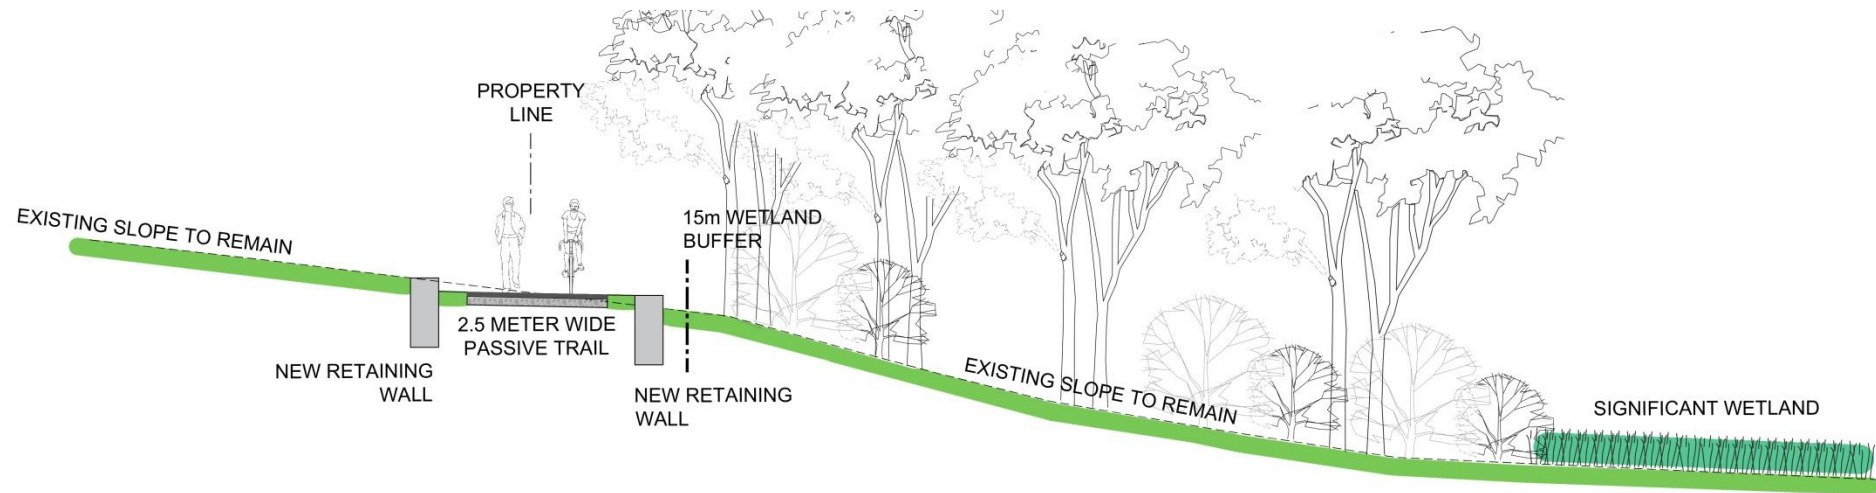 PROPERTY
LINE
EXISTING SLOPE TO REMAIN
15m WETLAND
BUFFER
2.5 METER WIDE
PASSIVE TRAIL
NEW RETAINING
WALL
NEW RETAINING
WALL
EXISTING SLOPE TO REMAIN
SIGNIFICANT WETLAND